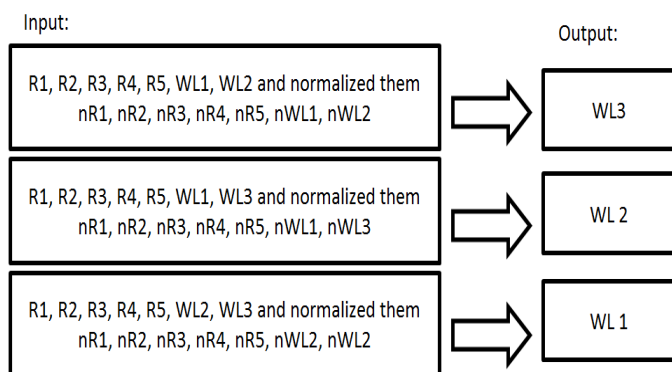 Input:
Output:
R1, R2, R3, R4, R5, WL1, WL2 and normalized them
nR1, nR2, nR3, nR4, nR5, nWL1, nWL2
WL3
R1, R2, R3, R4, R5, WL1, WL3 and normalized them
nR1, nR2, nR3, nR4, nR5, nWL1, nWL3
WL 2
R1, R2, R3, R4, R5, WL2, WL3 and normalized them
nR1, nR2, nR3, nR4, nR5, nWL2, nWL2
WL 1